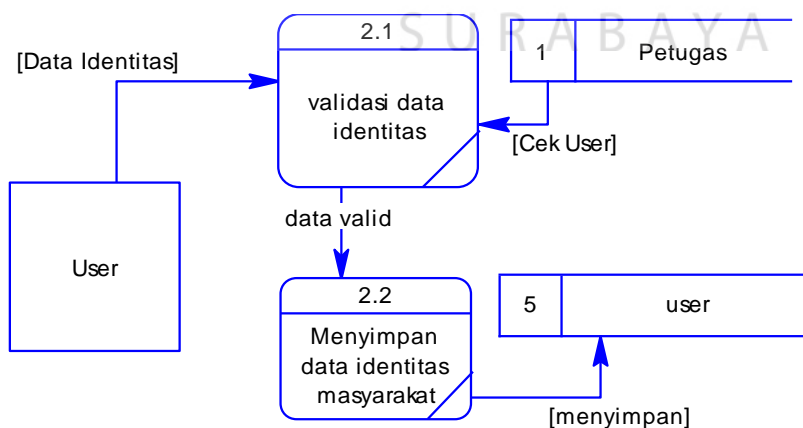 SURABAYA
2.1
[Data Identitas]
1
Petugas
validasi data
identitas
[Cek User]
data valid
User
2.2
5
user
Menyimpan
data identitas
masyarakat
[menyimpan]